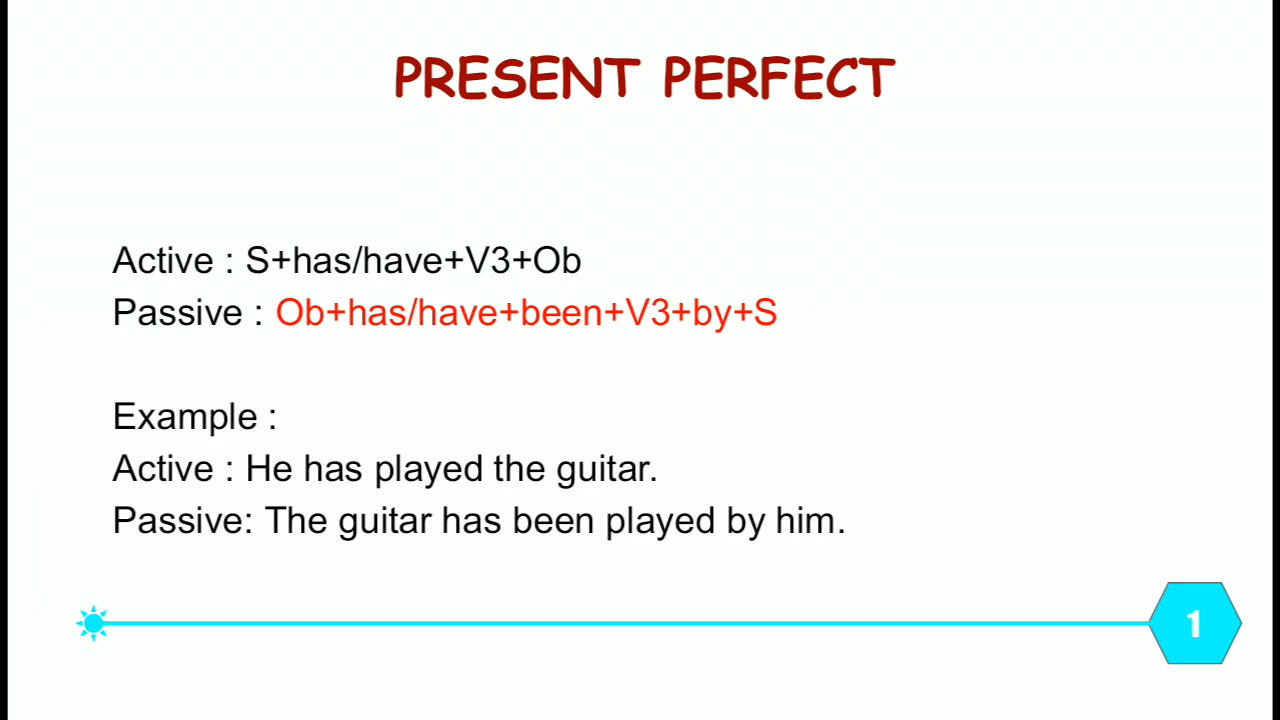 PRESENT PERFECT
Active : S+has/have+V3+Ob
Passive : Ob+has/have+been+V3+by+S
Example :
Active : He has played the guitar.
Passive: The guitar has been played by him.
1